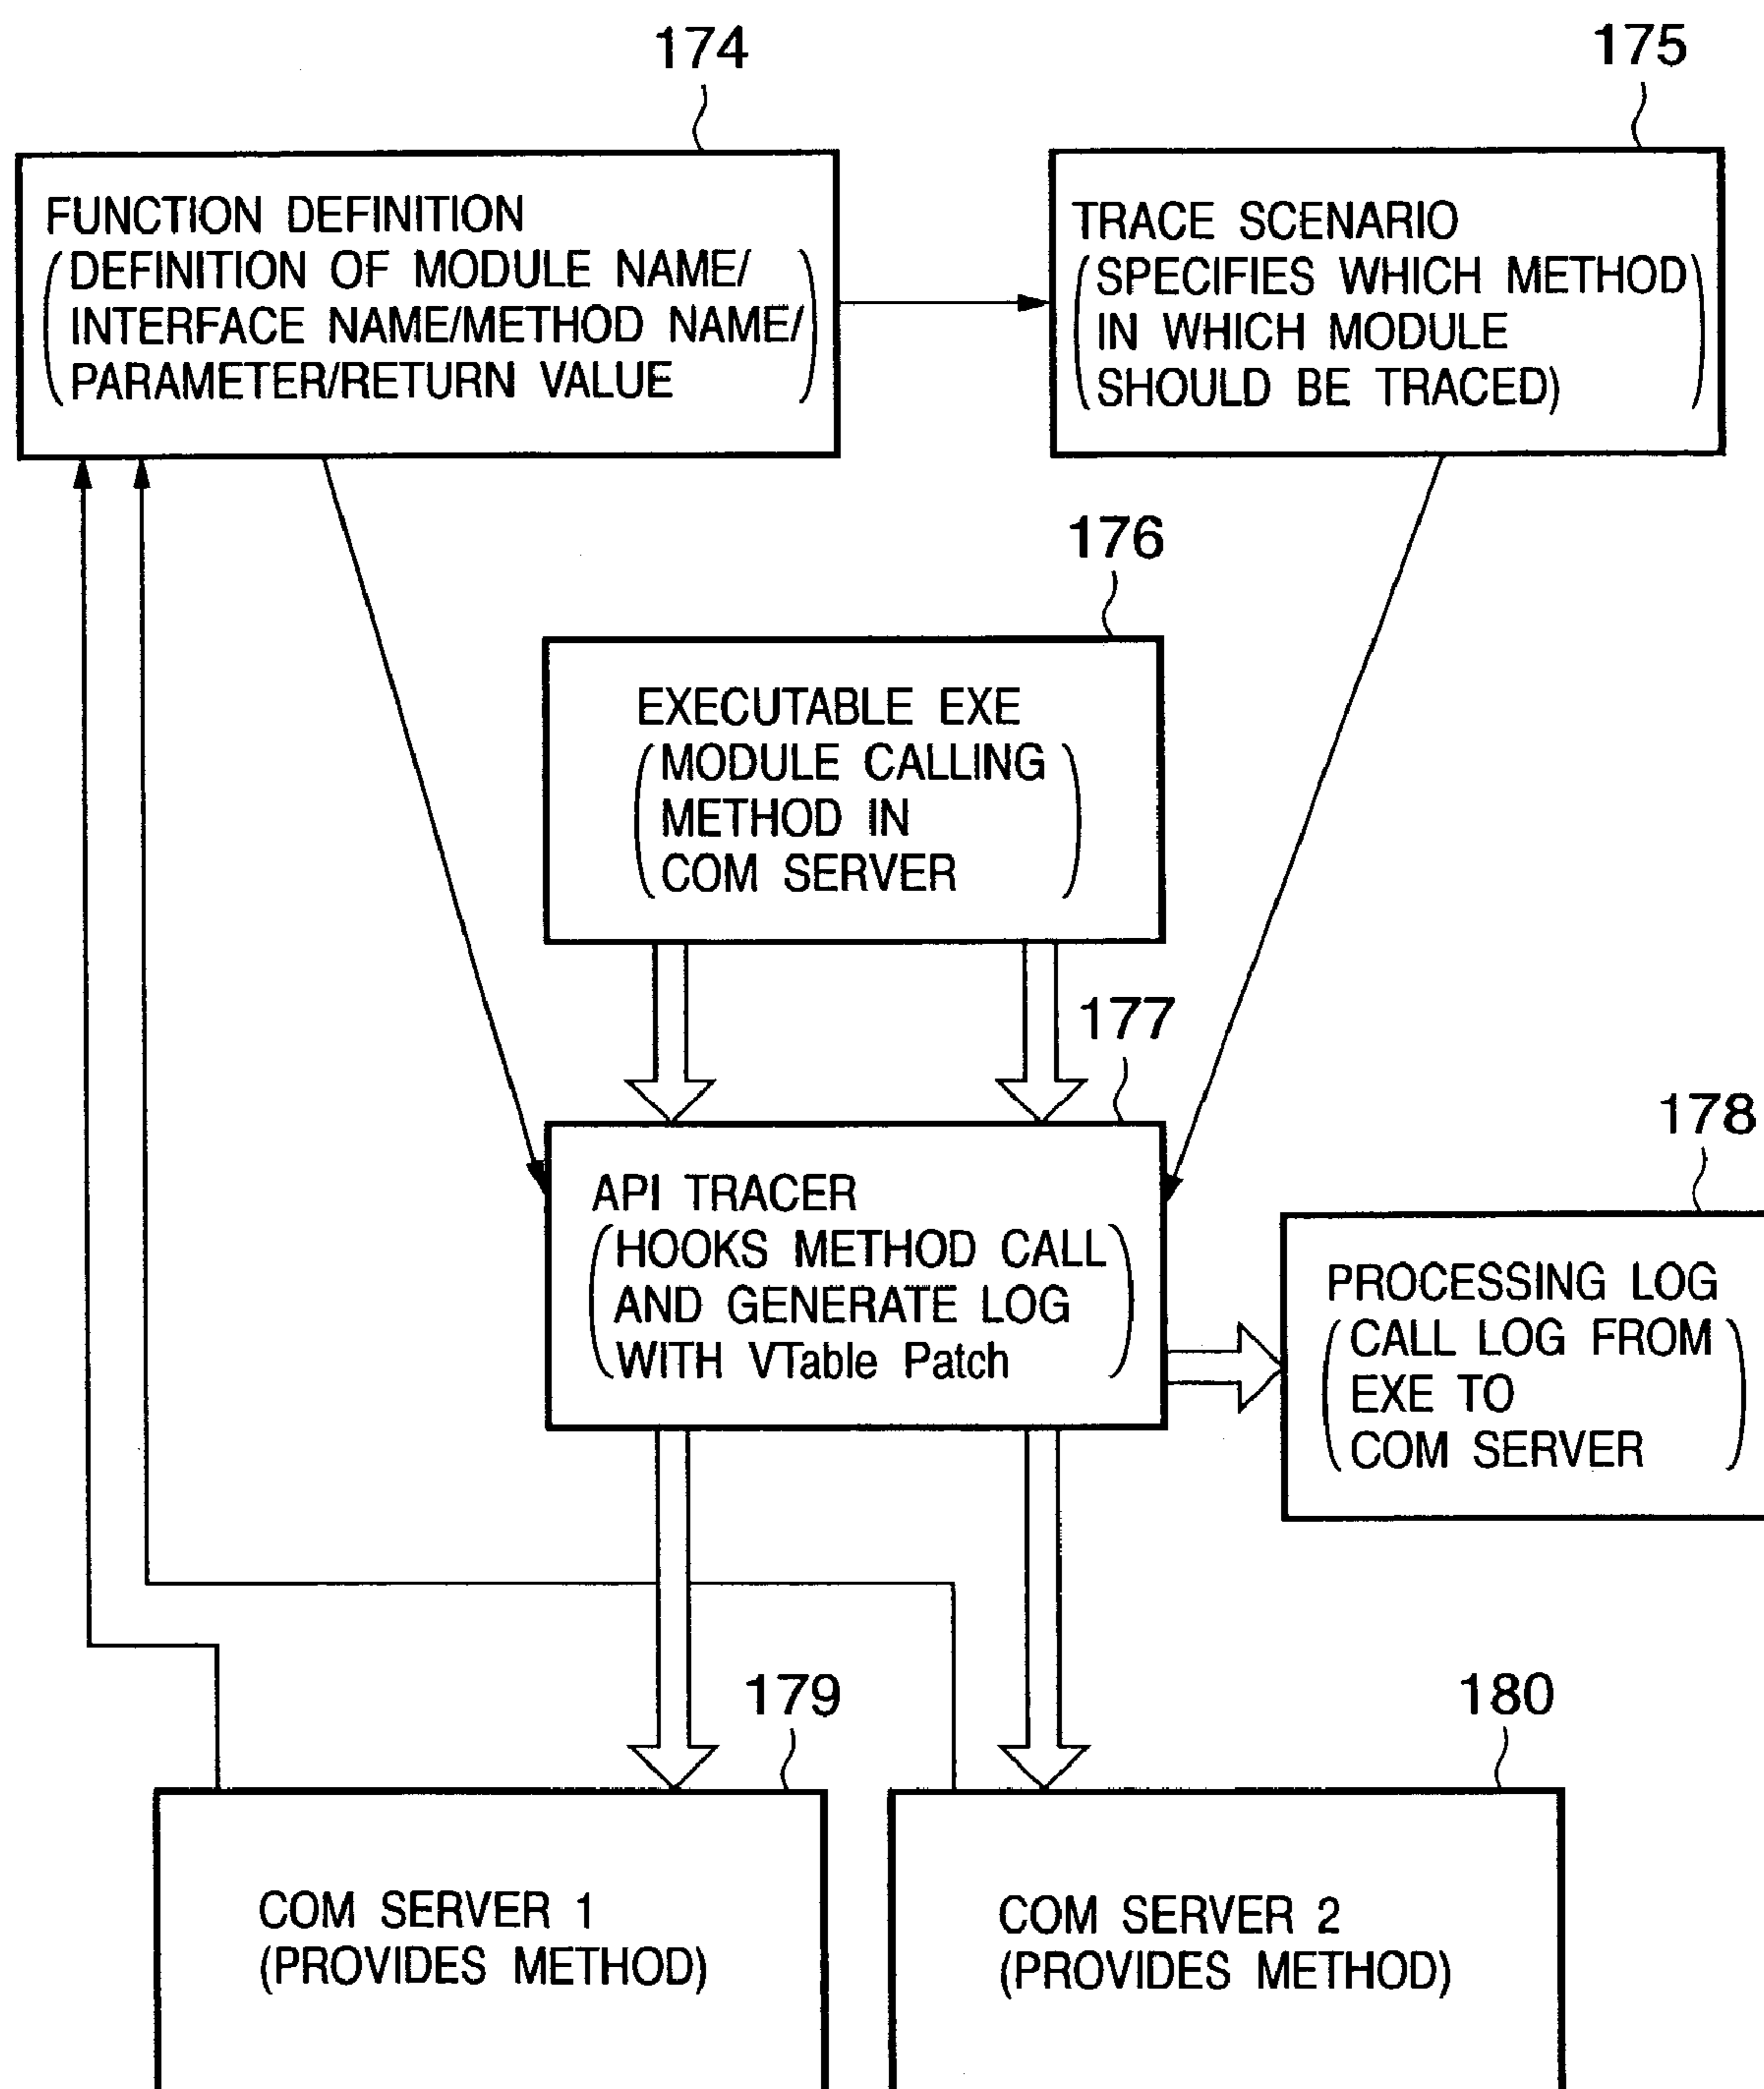 174
FUNCTION DEFINITION
(DEFINITION OF MODULE NAME/
INTERFACE NAME/METHOD NAME/
PARAMETER/RETURN VALUE)
175
TRACE SCENARIO
(SPECIFIES WHICH METHOD
IN WHICH MODULE
SHOULD BE TRACED))
176
EXECUTABLE EXE
(MODULE CALLING
METHOD IN
COM SERVER)
177
API TRACER
(HOOKS METHOD CALL
AND GENERATE LOG
WITH VTable Patch)
178
PROCESSING LOG
(CALL LOG FROM
EXE TO
COM SERVER)
179
COM SERVER 1
(PROVIDES METHOD)
180
COM SERVER 2
(PROVIDES METHOD)